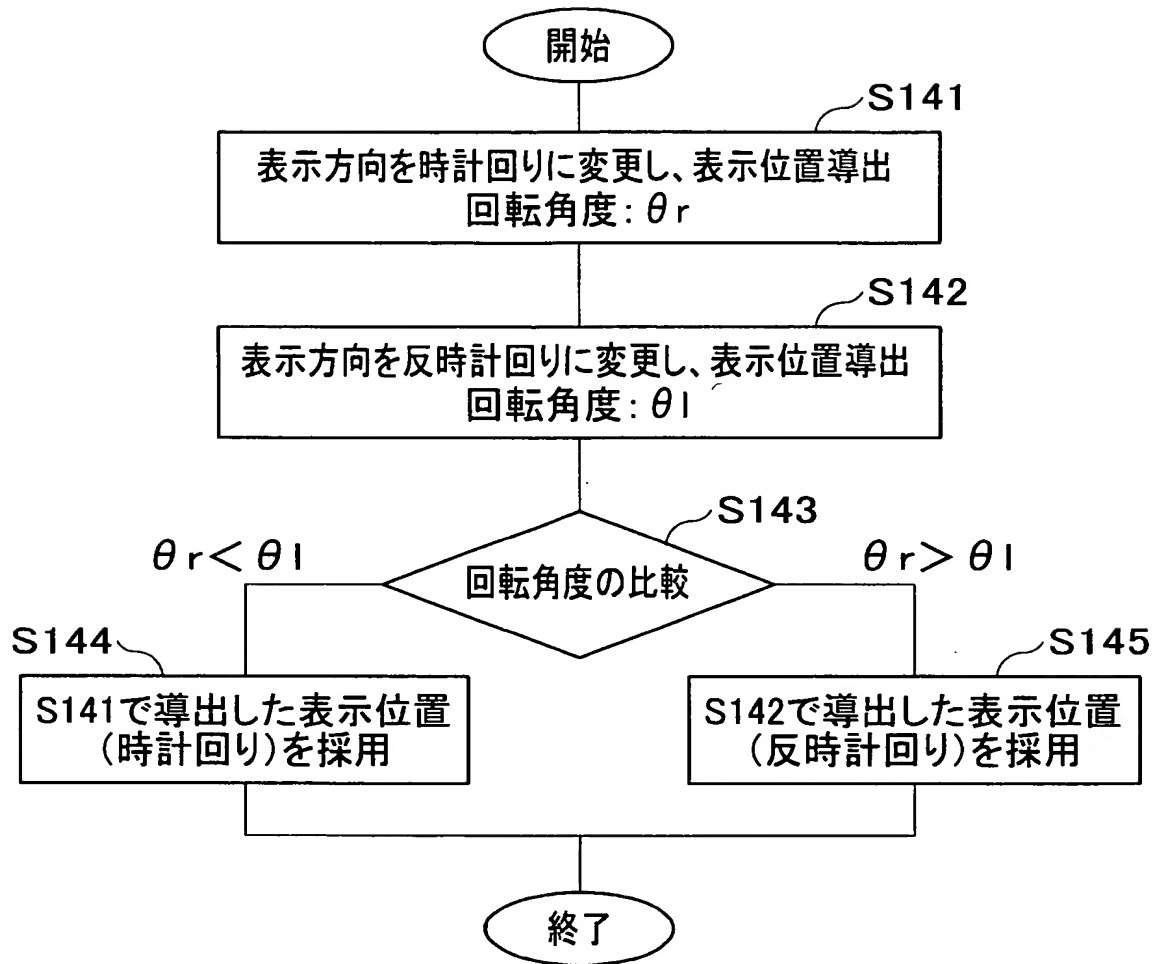 開始
S141
表示方向を時計回りに変更し、表示位置導出
回転角度:θr
S142
表示方向を反時計回りに変更し、表示位置導出
回転角度:θl
S143
θr<θl
回転角度の比較
θr>θl
S144
S141で導出した表示位置
(時計回り)を採用
S145
S142で導出した表示位置
(反時計回り)を採用
終了